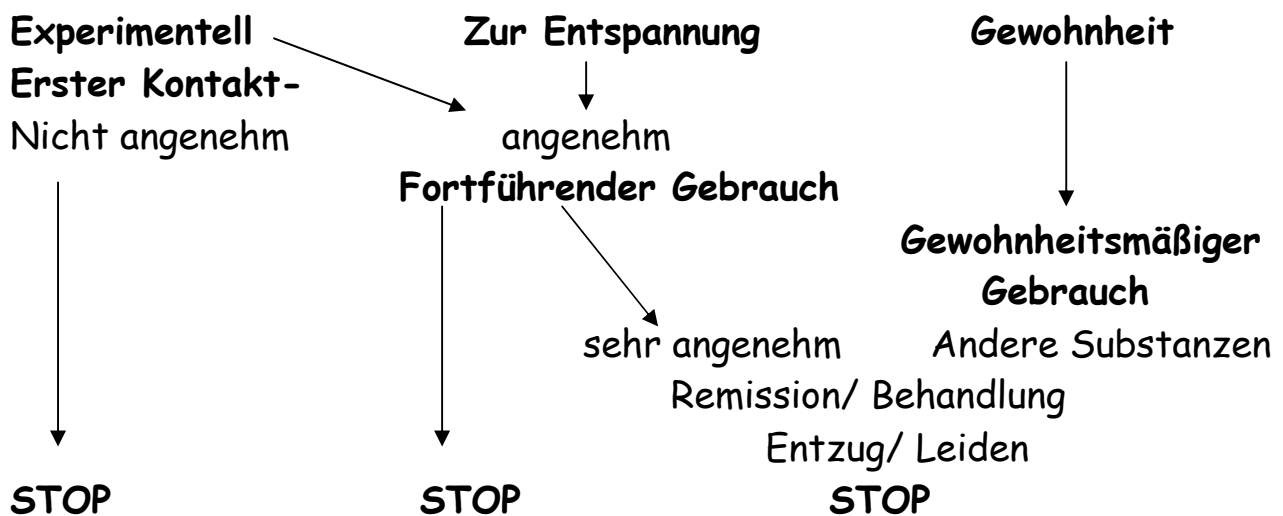 Experimentell Zur Entspannung Gewohnheit
Erster Kontakt-
Nicht angenehm angenehm
Fortführender Gebrauch
Gewohnheitsmäßiger
Gebrauch
sehr angenehm Andere Substanzen
Remission/ Behandlung
Entzug/ Leiden
STOP STOP STOP